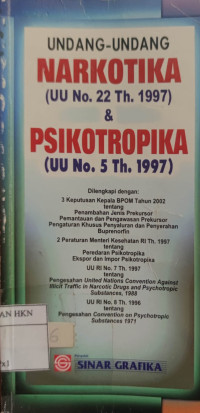 UNDANG-UNDANG
NARKOTIKA
(UU No. 22 Th. 1997)
&
PSIKOTROPIKA
(UU No. 5 Th. 1997)
Dilengkapi dengan:
3 Keputusan Kepala BPOM Tahun 2002
tentang
Penambahan Jenis Prekursor
Pemantauan dan Pengawasan Prekursor
Pengaturan Khusus Penyaluran dan Penyerahan
Buprenorfin
2 Peraturan Menteri Kesehatan RI Th. 1997
tentang
Peredaran Psikotropika
Ekspor dan Impor Psikotropika
UU RI No. 7 Th. 1997
tentang
Pengesahan United Nations Convention Against
Illicit Traffic in Narcotic Drugs and Psychotropic
Substances, 1988
UU RI No. 8 Th. 1996
tentang
Pengesahan Convention on Psychotropic
Substances 1971
AN HKN
6
SINAR GRAFIKA